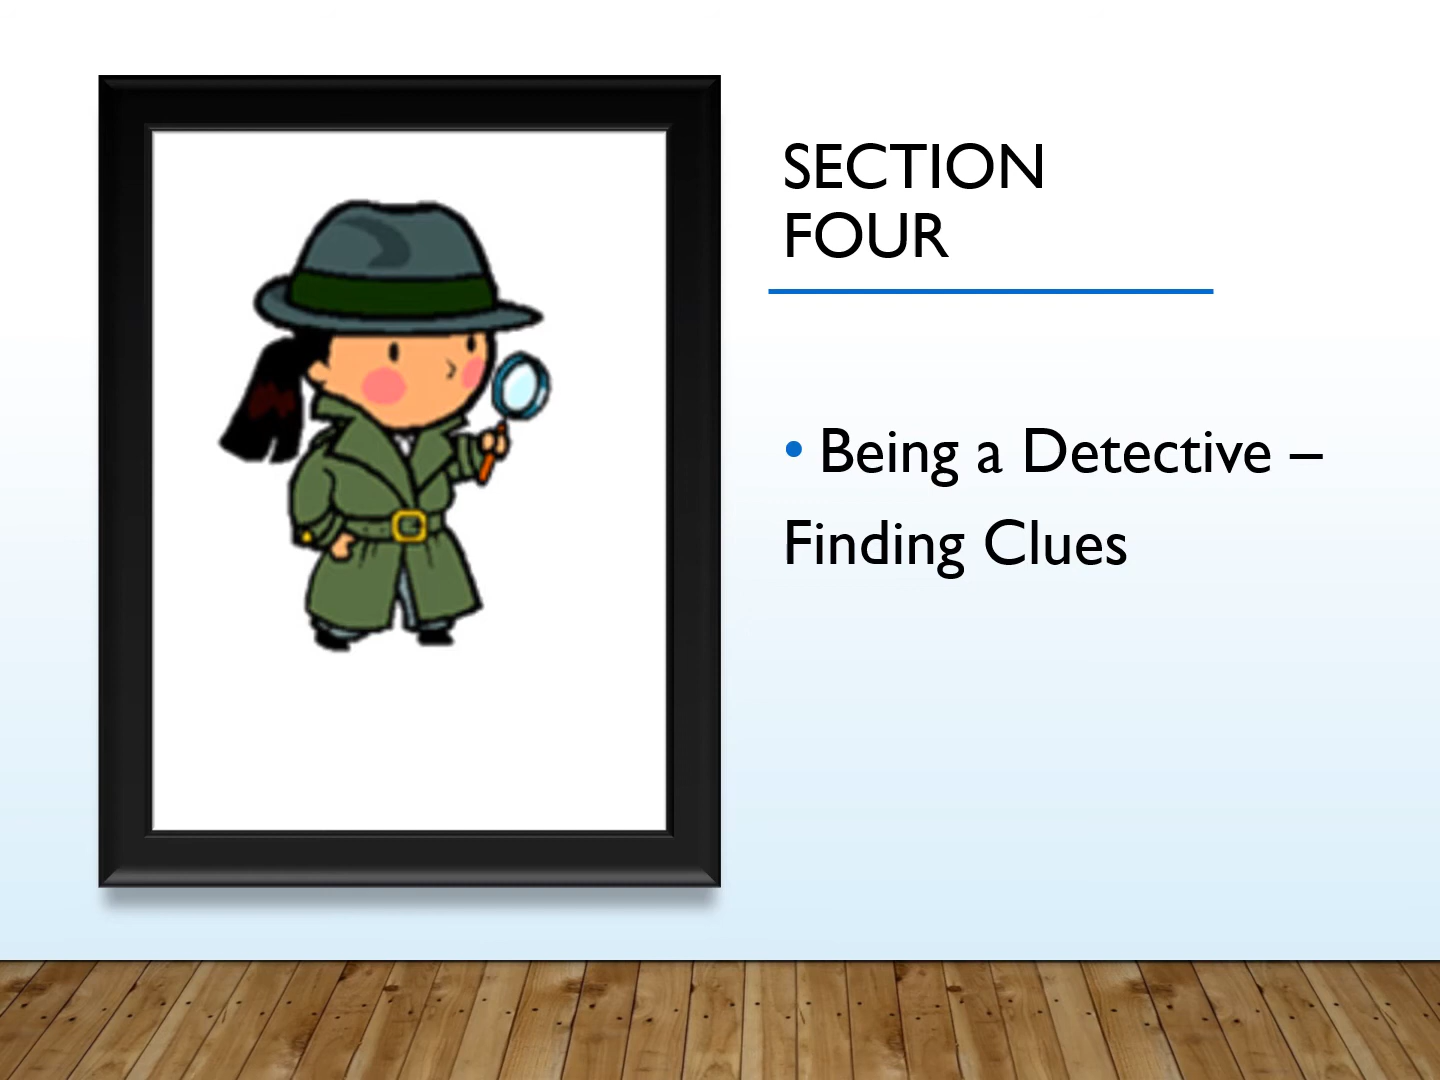 SECTION
FOUR
• Being a Detective –
Finding Clues